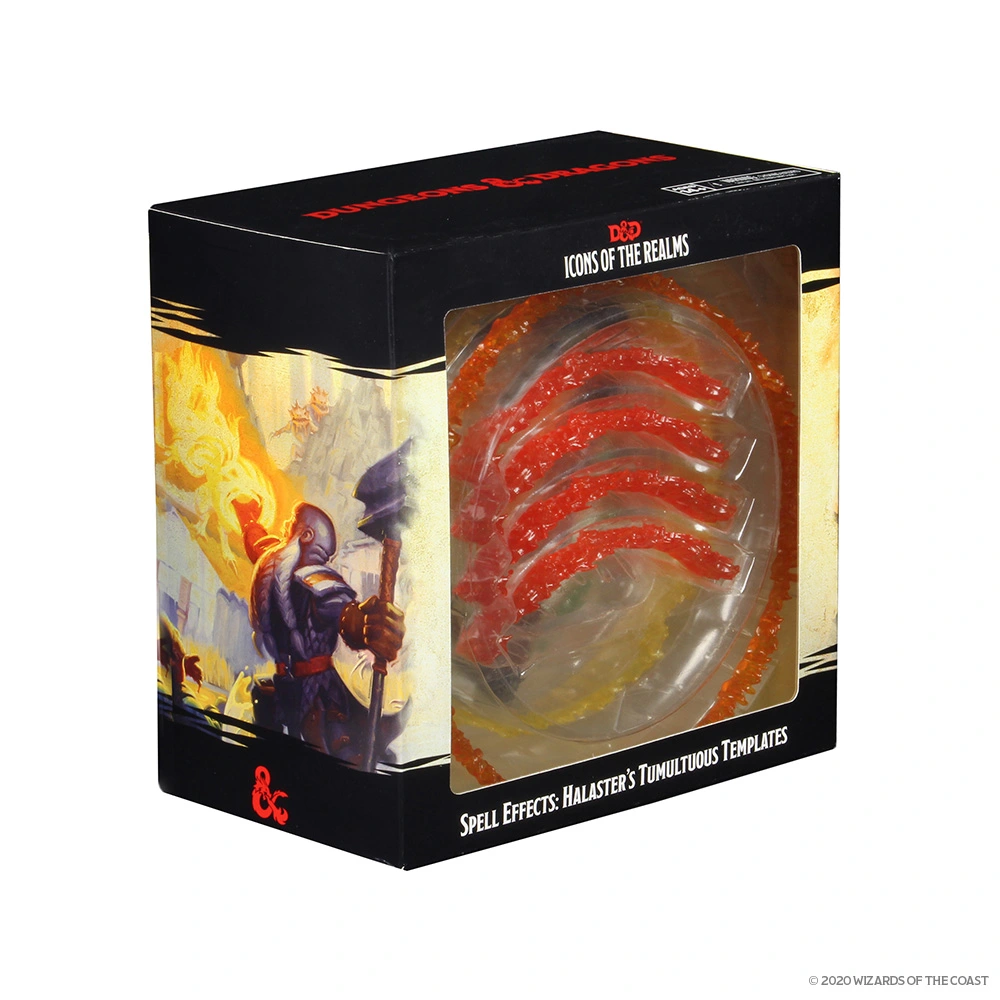 DUNGEONS & DRAGONS
D&D
ICONS OF THE REALMS
SPELL EFFECTS: HALASTER'S TUMULTUOUS TEMPLATES
&
© 2020 WIZARDS OF THE COAST